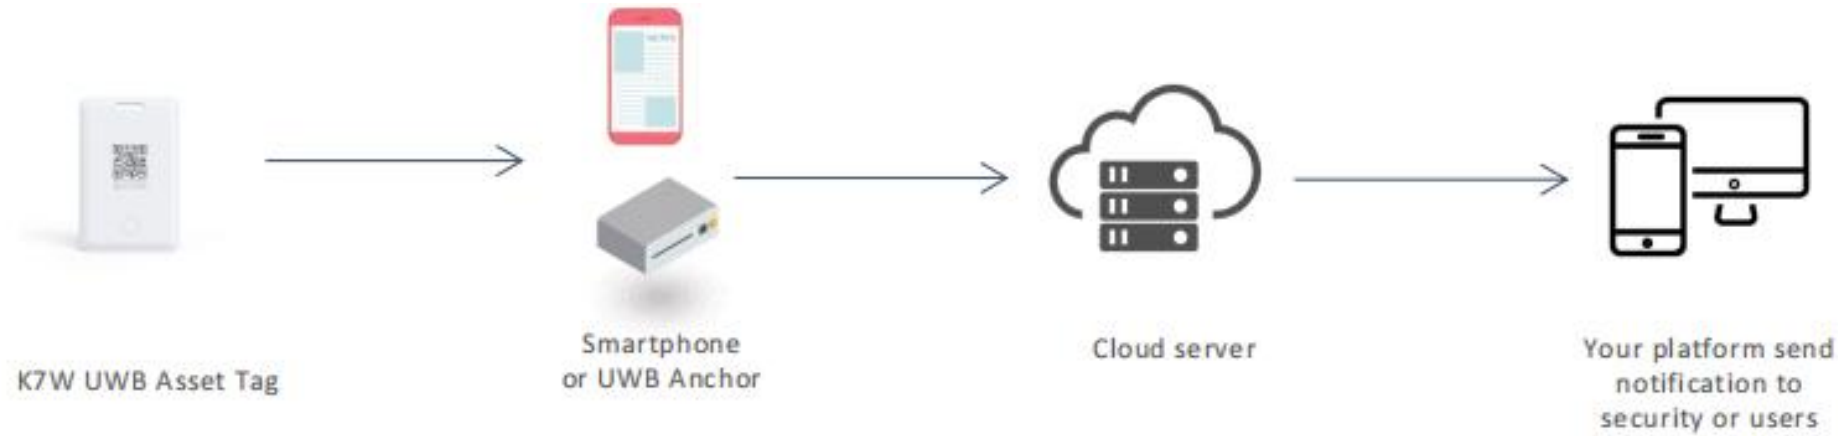 K7W UWB Asset Tag
Smartphone
or UWB Anchor
Cloud server
Your platform send
notification to
security or users